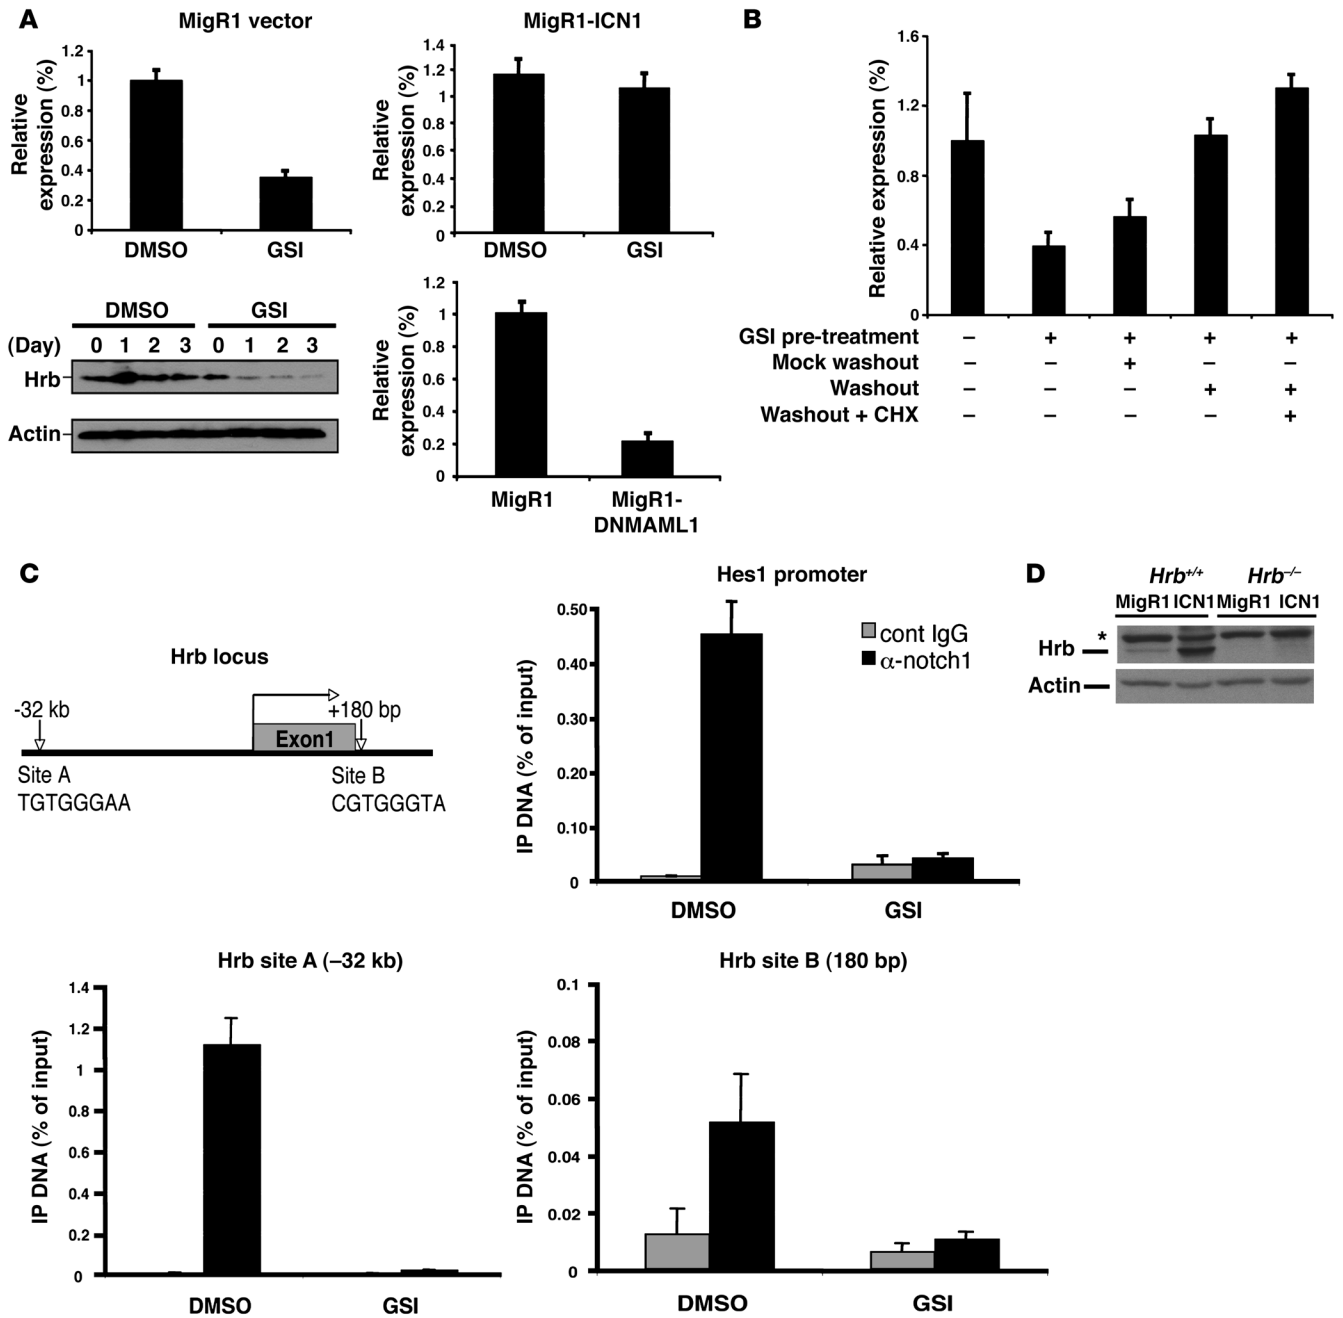 A
MigR1 vector
Relative
expression (%)
1.2
1
0.8
0.6
0.4
0.2
0
DMSO GSI
MigR1-ICN1
Relative
expression (%)
1.4
1.2
1
0.8
0.6
0.4
0.2
0
DMSO GSI
DMSO GSI
(Day) 0 1 2 3 0 1 2 3
Hrb
Actin
Relative
expression (%)
1.2
1
0.8
0.6
0.4
0.2
0
MigR1 MigR1-
DNMAML1
B
Relative expression (%)
1.6
1.2
0.8
0.4
0
GSI pre-treatment – + + + +
Mock washout – – + – –
Washout – – – + +
Washout + CHX – – – – +
C
Hrb locus
-32 kb
+180 bp
Exon1
Site A Site B
TGTGGGAA CGTGGGTA
Hes1 promoter
IP DNA (% of input)
0.50
0.40
0.30
0.20
0.10
0
cont IgG
α-notch1
DMSO GSI
D
Hrb+/+ Hrb–/–
MigR1 ICN1 MigR1 ICN1
*
Hrb
Actin
Hrb site A (–32 kb)
IP DNA (% of input)
1.4
1.2
1
0.8
0.6
0.4
0.2
0
DMSO GSI
Hrb site B (180 bp)
IP DNA (% of input)
0.1
0.08
0.06
0.04
0.02
0
DMSO GSI